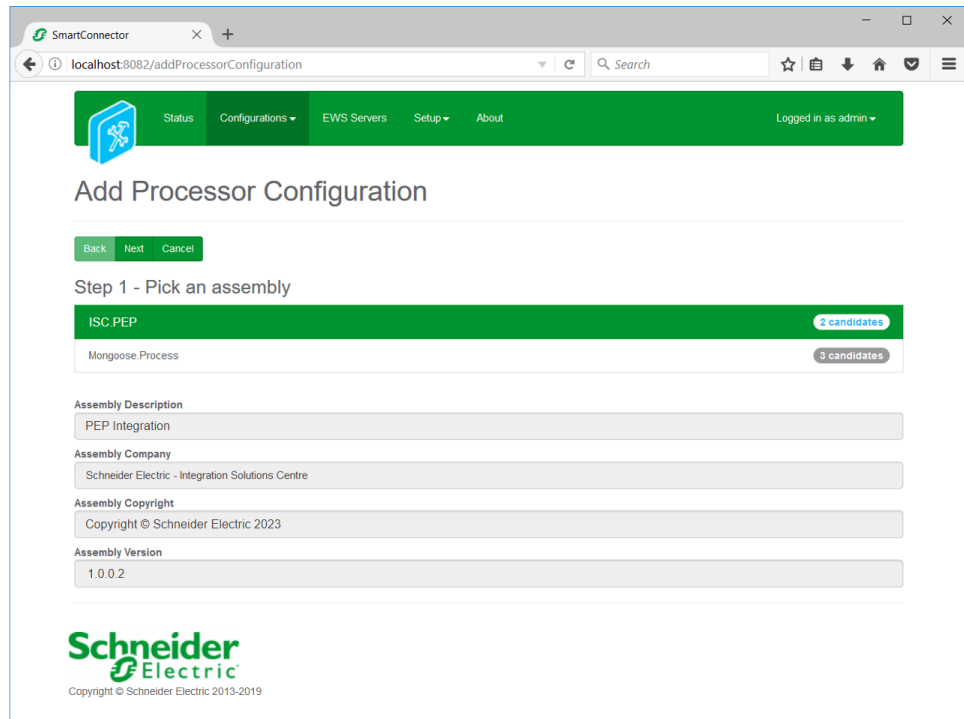 SmartConnector
localhost:8082/addProcessorConfiguration
Search
Status Configurations EWS Servers Setup About Logged in as admin
Add Processor Configuration
Back Next Cancel
Step 1 - Pick an assembly
ISC.PEP 2 candidates
Mongoose.Process 3 candidates
Assembly Description
PEP Integration
Assembly Company
Schneider Electric - Integration Solutions Centre
Assembly Copyright
Copyright © Schneider Electric 2023
Assembly Version
1.0.0.2
Schneider
Electric
Copyright © Schneider Electric 2013-2019